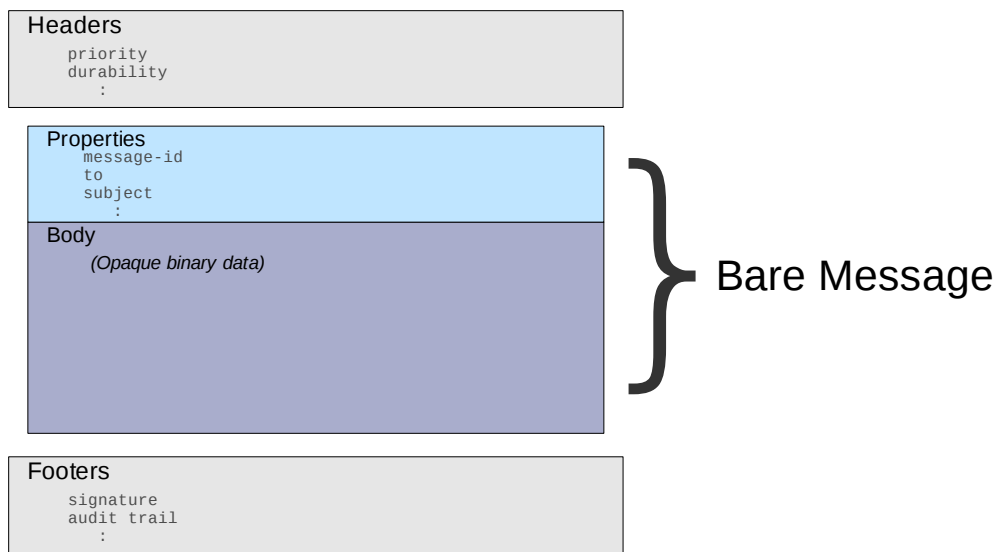 Headers
priority
durability
:
Properties
message-id
to
subject
:
Body
(Opaque binary data)
Bare Message
Footers
signature
audit trail
: